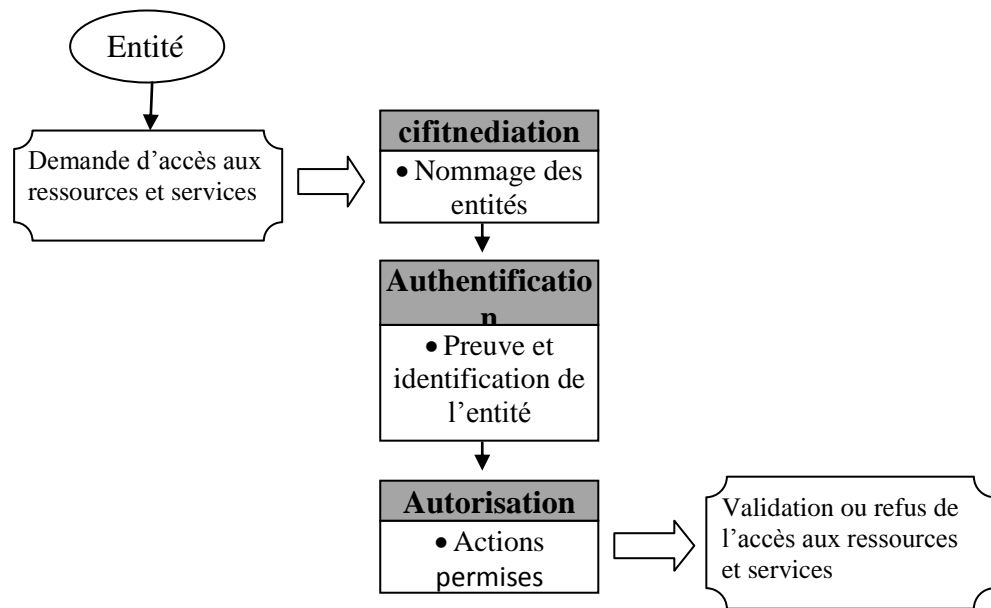 Entité
Demande d’accès aux
ressources et services
cifitnediation
• Nommage des
entités
Authentificatio
n
• Preuve et
identification de
l’entité
Autorisation
• Actions
permises
Validation ou refus de
l’accès aux ressources
et services